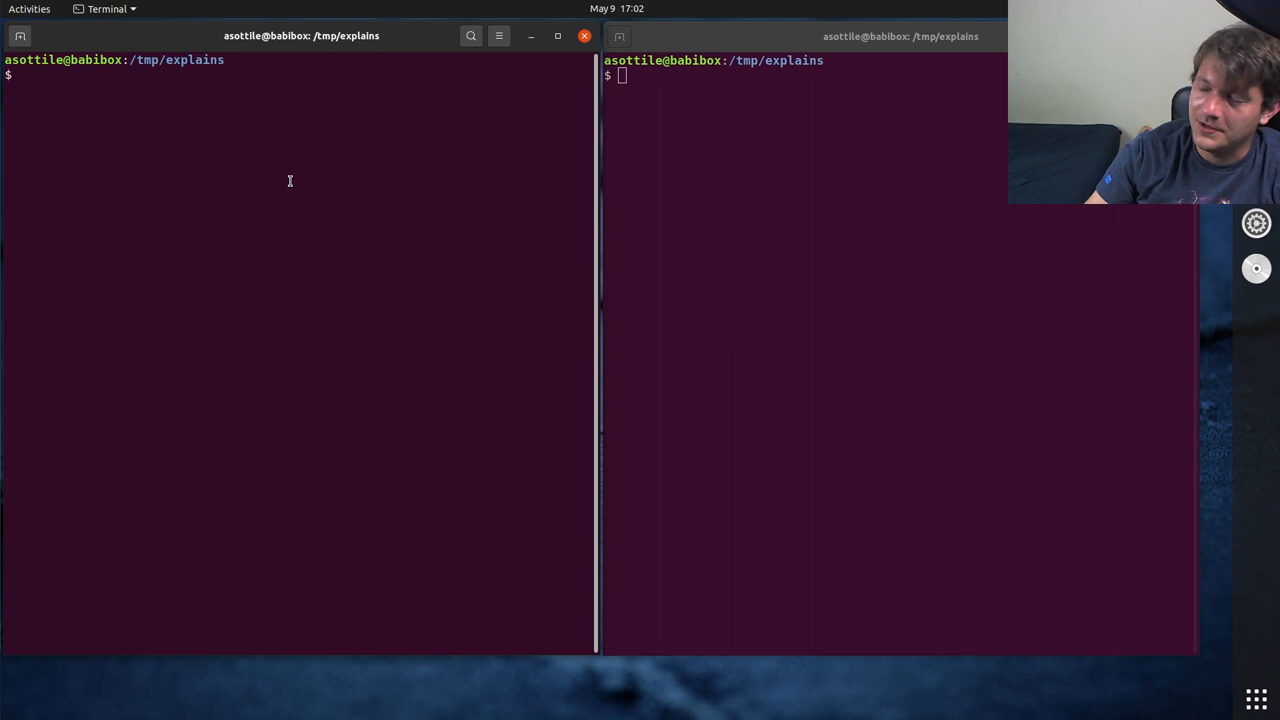 Activities
Terminal
May 9 17:02
asottile@babibox: /tmp/explains
asottile@babibox:/tmp/explains
$
asottile@babibox: /tmp/explains
asottile@babibox:/tmp/explains
$